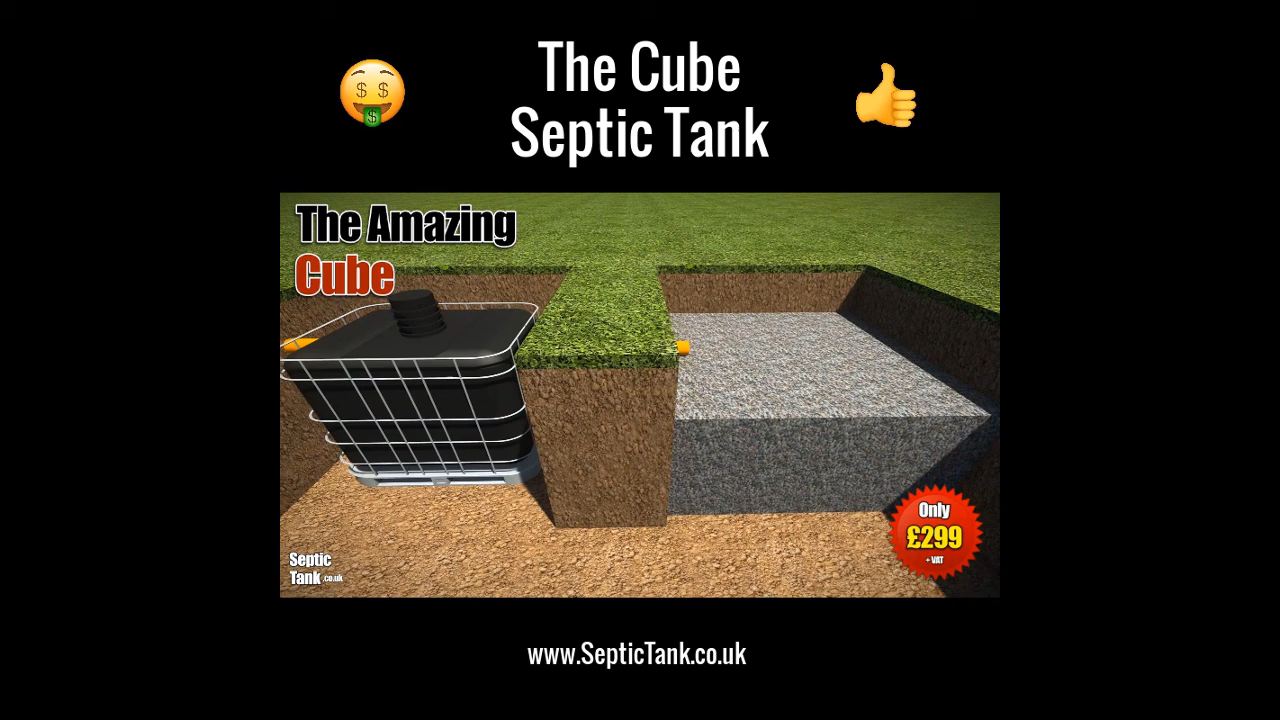 The Cube
Septic Tank
The Amazing
Cube
Only
£299
+ VAT
Septic
Tank .co.uk
www.SepticTank.co.uk